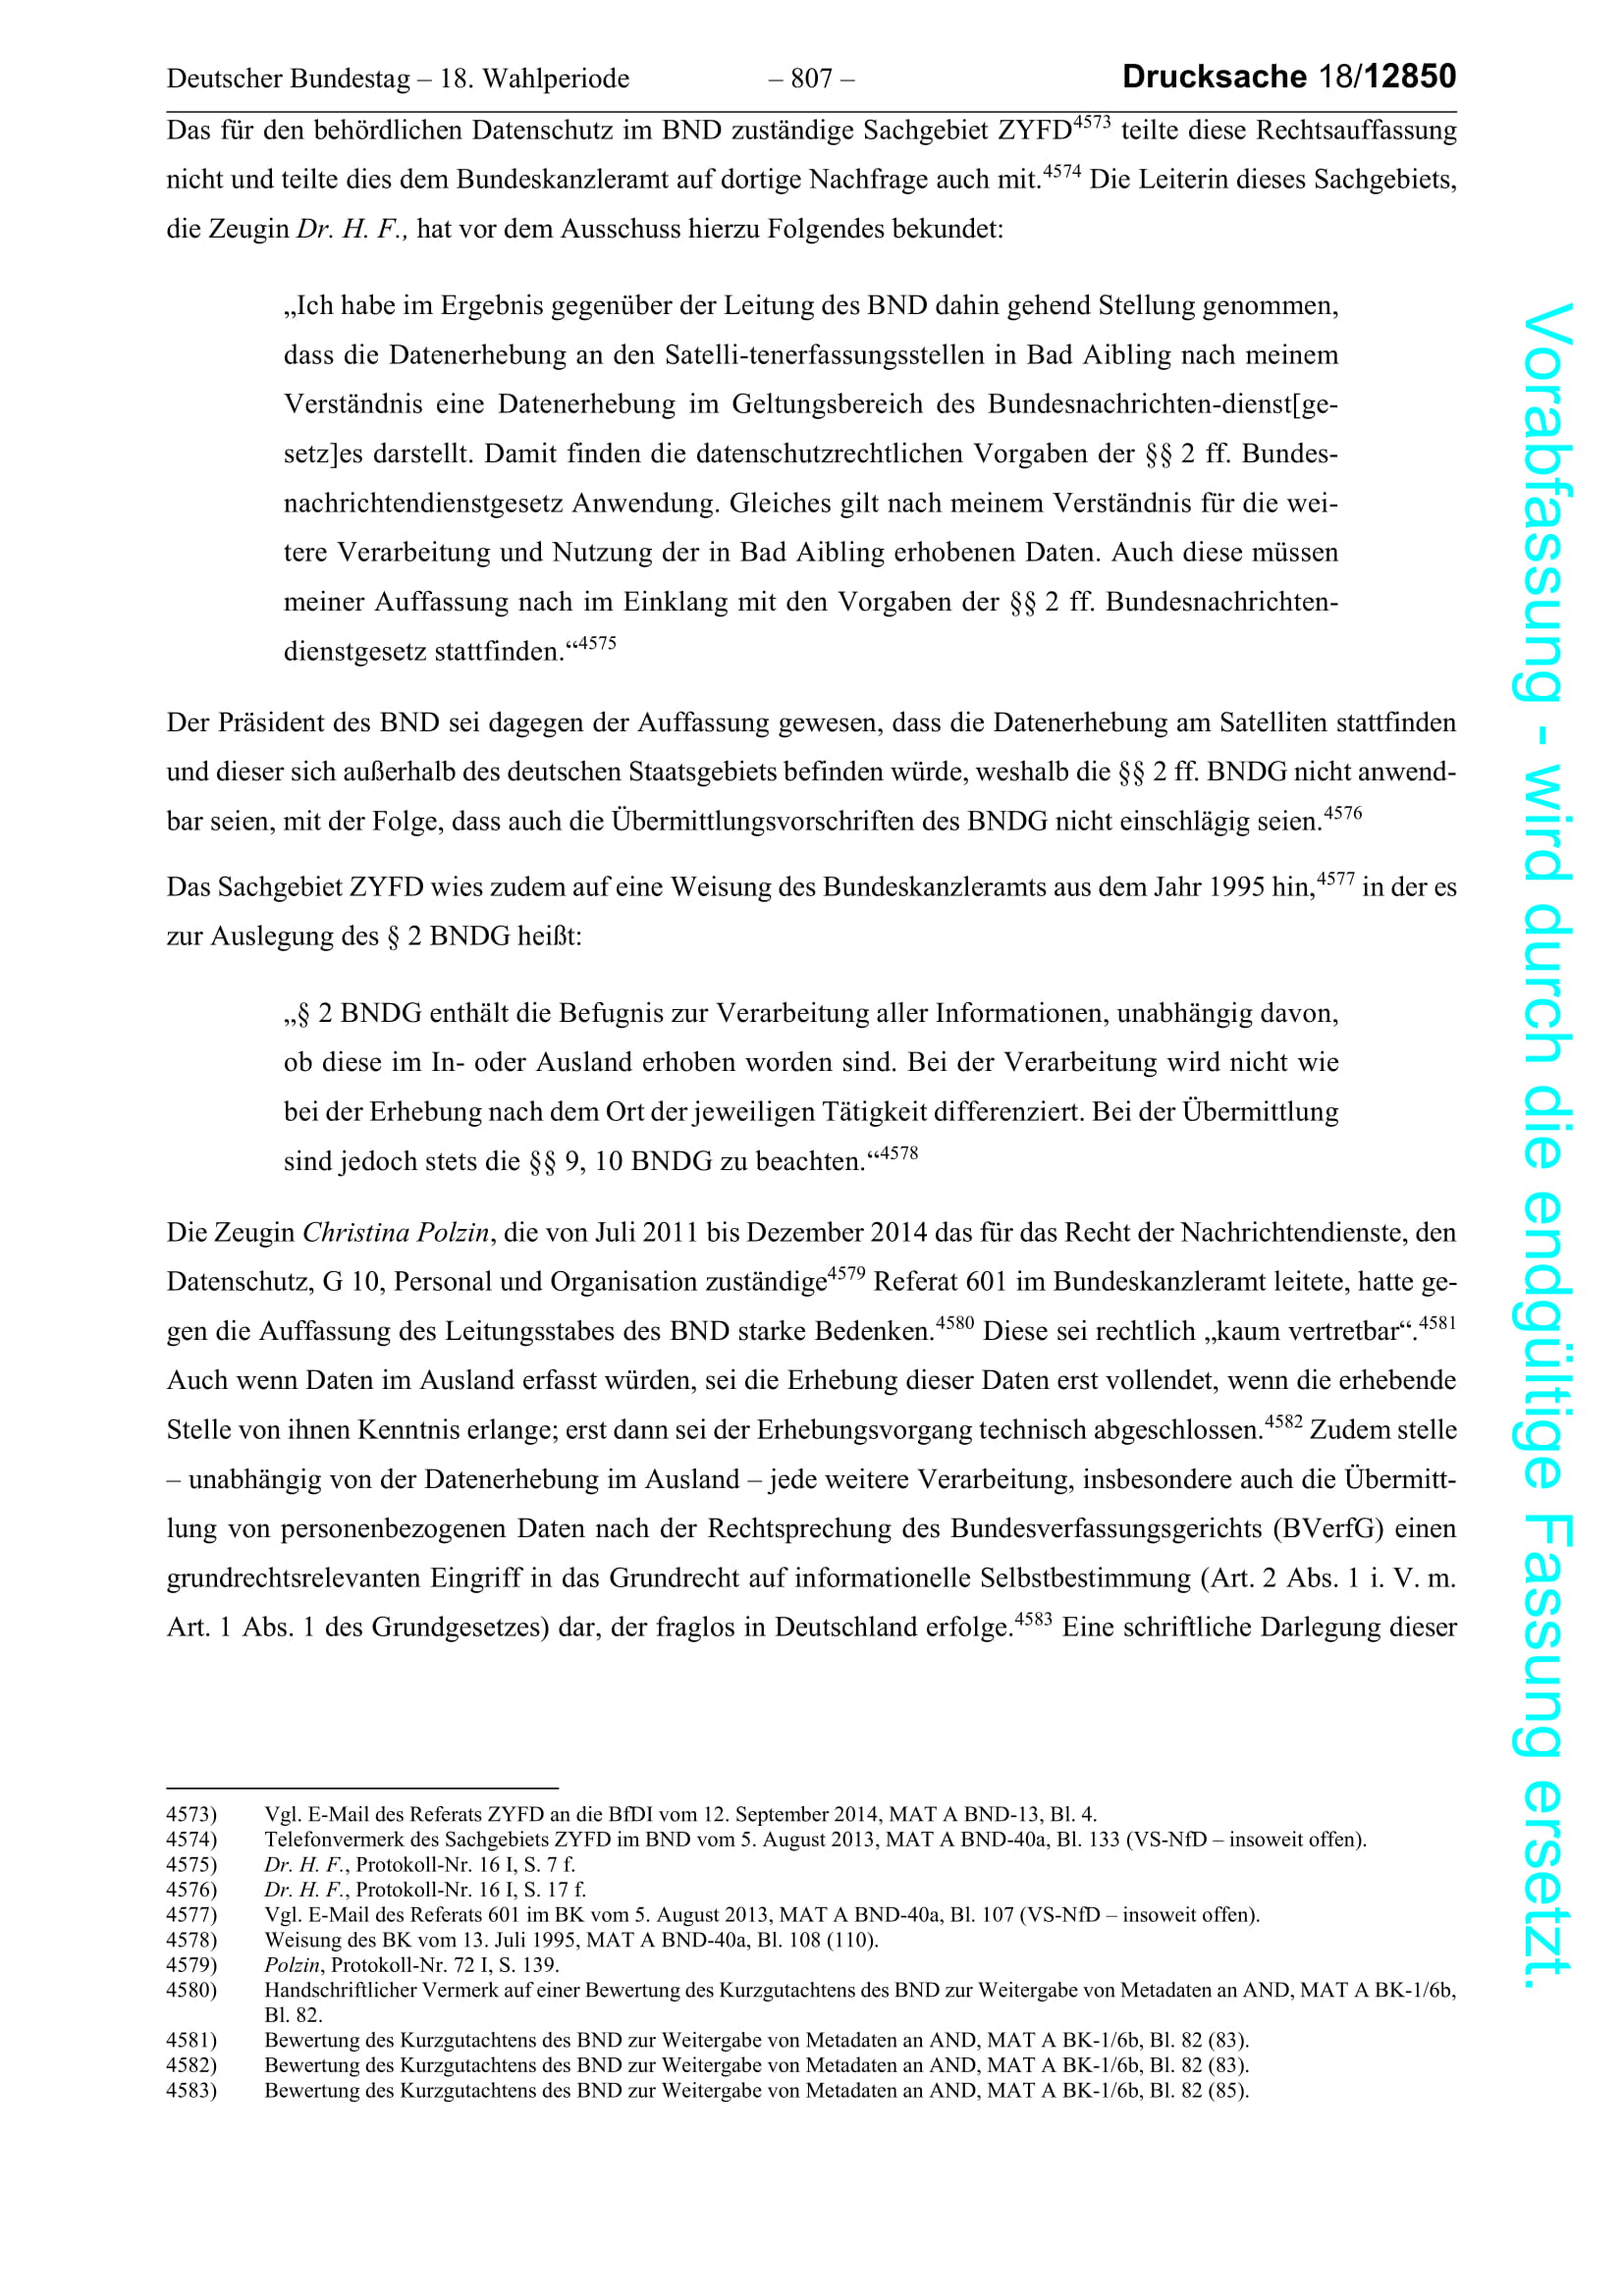 Deutscher Bundestag – 18. Wahlperiode – 807 – Drucksache 18/12850
Das für den behördlichen Datenschutz im BND zuständige Sachgebiet ZYFD4573 teilte diese Rechtsauffassung
nicht und teilte dies dem Bundeskanzleramt auf dortige Nachfrage auch mit.4574 Die Leiterin dieses Sachgebiets,
die Zeugin Dr. H. F., hat vor dem Ausschuss hierzu Folgendes bekundet:
„Ich habe im Ergebnis gegenüber der Leitung des BND dahin gehend Stellung genommen,
dass die Datenerhebung an den Satelli-tenerfassungsstellen in Bad Aibling nach meinem
Verständnis eine Datenerhebung im Geltungsbereich des Bundesnachrichten-dienst[ge-
setz]es darstellt. Damit finden die datenschutzrechtlichen Vorgaben der §§ 2 ff. Bundes-
nachrichtendienstgesetz Anwendung. Gleiches gilt nach meinem Verständnis für die wei-
tere Verarbeitung und Nutzung der in Bad Aibling erhobenen Daten. Auch diese müssen
meiner Auffassung nach im Einklang mit den Vorgaben der §§ 2 ff. Bundesnachrichten-
dienstgesetz stattfinden.“4575
Der Präsident des BND sei dagegen der Auffassung gewesen, dass die Datenerhebung am Satelliten stattfinden
und dieser sich außerhalb des deutschen Staatsgebiets befinden würde, weshalb die §§ 2 ff. BNDG nicht anwend-
bar seien, mit der Folge, dass auch die Übermittlungsvorschriften des BNDG nicht einschlägig seien.4576
Das Sachgebiet ZYFD wies zudem auf eine Weisung des Bundeskanzleramts aus dem Jahr 1995 hin,4577 in der es
zur Auslegung des § 2 BNDG heißt:
„§ 2 BNDG enthält die Befugnis zur Verarbeitung aller Informationen, unabhängig davon,
ob diese im In- oder Ausland erhoben worden sind. Bei der Verarbeitung wird nicht wie
bei der Erhebung nach dem Ort der jeweiligen Tätigkeit differenziert. Bei der Übermittlung
sind jedoch stets die §§ 9, 10 BNDG zu beachten.“4578
Die Zeugin Christina Polzin, die von Juli 2011 bis Dezember 2014 das für das Recht der Nachrichtendienste, den
Datenschutz, G 10, Personal und Organisation zuständige4579 Referat 601 im Bundeskanzleramt leitete, hatte ge-
gen die Auffassung des Leitungsstabes des BND starke Bedenken.4580 Diese sei rechtlich „kaum vertretbar“.4581
Auch wenn Daten im Ausland erfasst würden, sei die Erhebung dieser Daten erst vollendet, wenn die erhebende
Stelle von ihnen Kenntnis erlange; erst dann sei der Erhebungsvorgang technisch abgeschlossen.4582 Zudem stelle
– unabhängig von der Datenerhebung im Ausland – jede weitere Verarbeitung, insbesondere auch die Übermitt-
lung von personenbezogenen Daten nach der Rechtsprechung des Bundesverfassungsgerichts (BVerfG) einen
grundrechtsrelevanten Eingriff in das Grundrecht auf informationelle Selbstbestimmung (Art. 2 Abs. 1 i. V. m.
Art. 1 Abs. 1 des Grundgesetzes) dar, der fraglos in Deutschland erfolge.4583 Eine schriftliche Darlegung dieser
4573) Vgl. E-Mail des Referats ZYFD an die BfDI vom 12. September 2014, MAT A BND-13, Bl. 4.
4574) Telefonvermerk des Sachgebiets ZYFD im BND vom 5. August 2013, MAT A BND-40a, Bl. 133 (VS-NfD – insoweit offen).
4575) Dr. H. F., Protokoll-Nr. 16 I, S. 7 f.
4576) Dr. H. F., Protokoll-Nr. 16 I, S. 17 f.
4577) Vgl. E-Mail des Referats 601 im BK vom 5. August 2013, MAT A BND-40a, Bl. 107 (VS-NfD – insoweit offen).
4578) Weisung des BK vom 13. Juli 1995, MAT A BND-40a, Bl. 108 (110).
4579) Polzin, Protokoll-Nr. 72 I, S. 139.
4580) Handschriftlicher Vermerk auf einer Bewertung des Kurzgutachtens des BND zur Weitergabe von Metadaten an AND, MAT A BK-1/6b,
Bl. 82.
4581) Bewertung des Kurzgutachtens des BND zur Weitergabe von Metadaten an AND, MAT A BK-1/6b, Bl. 82 (83).
4582) Bewertung des Kurzgutachtens des BND zur Weitergabe von Metadaten an AND, MAT A BK-1/6b, Bl. 82 (83).
4583) Bewertung des Kurzgutachtens des BND zur Weitergabe von Metadaten an AND, MAT A BK-1/6b, Bl. 82 (85).
Vorabfassung - wird durch die endgültige Fassung ersetzt.